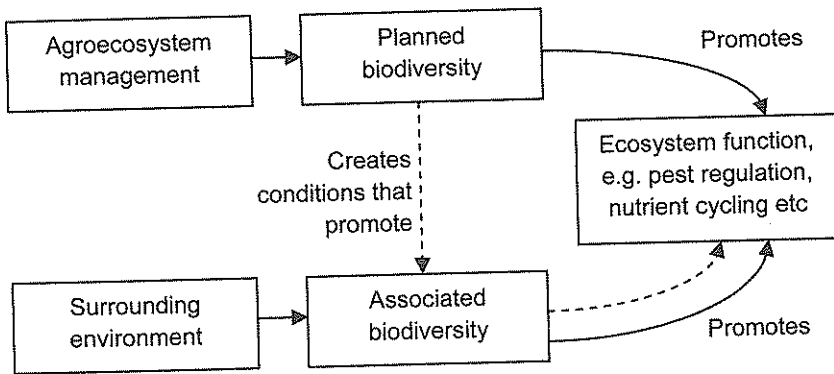 Agroecosystem
management
Planned
biodiversity
Promotes
Creates
conditions that
promote
Ecosystem function,
e.g. pest regulation,
nutrient cycling etc
Surrounding
environment
Associated
biodiversity
Promotes